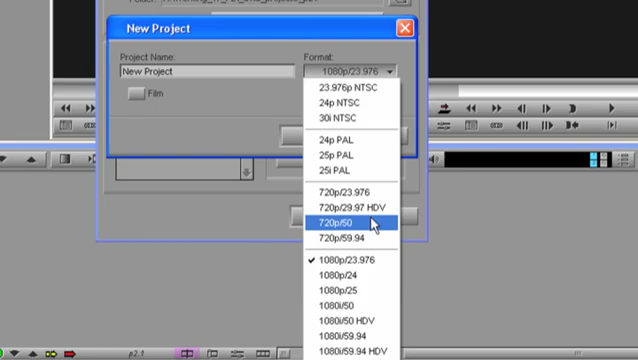 New Project
Project Name:
Format:
New Project
1080p/23.976
Film
23.976p NTSC
24p NTSC
30i NTSC
24p PAL
25p PAL
25i PAL
720p/23.976
720p/29.97 HDV
720p/50
720p/59.94
1080p/23.976
1080p/24
1080p/25
1080i/50
1080i/50 HDV
1080i/59.94
1080i/59.94 HDV
p2.1